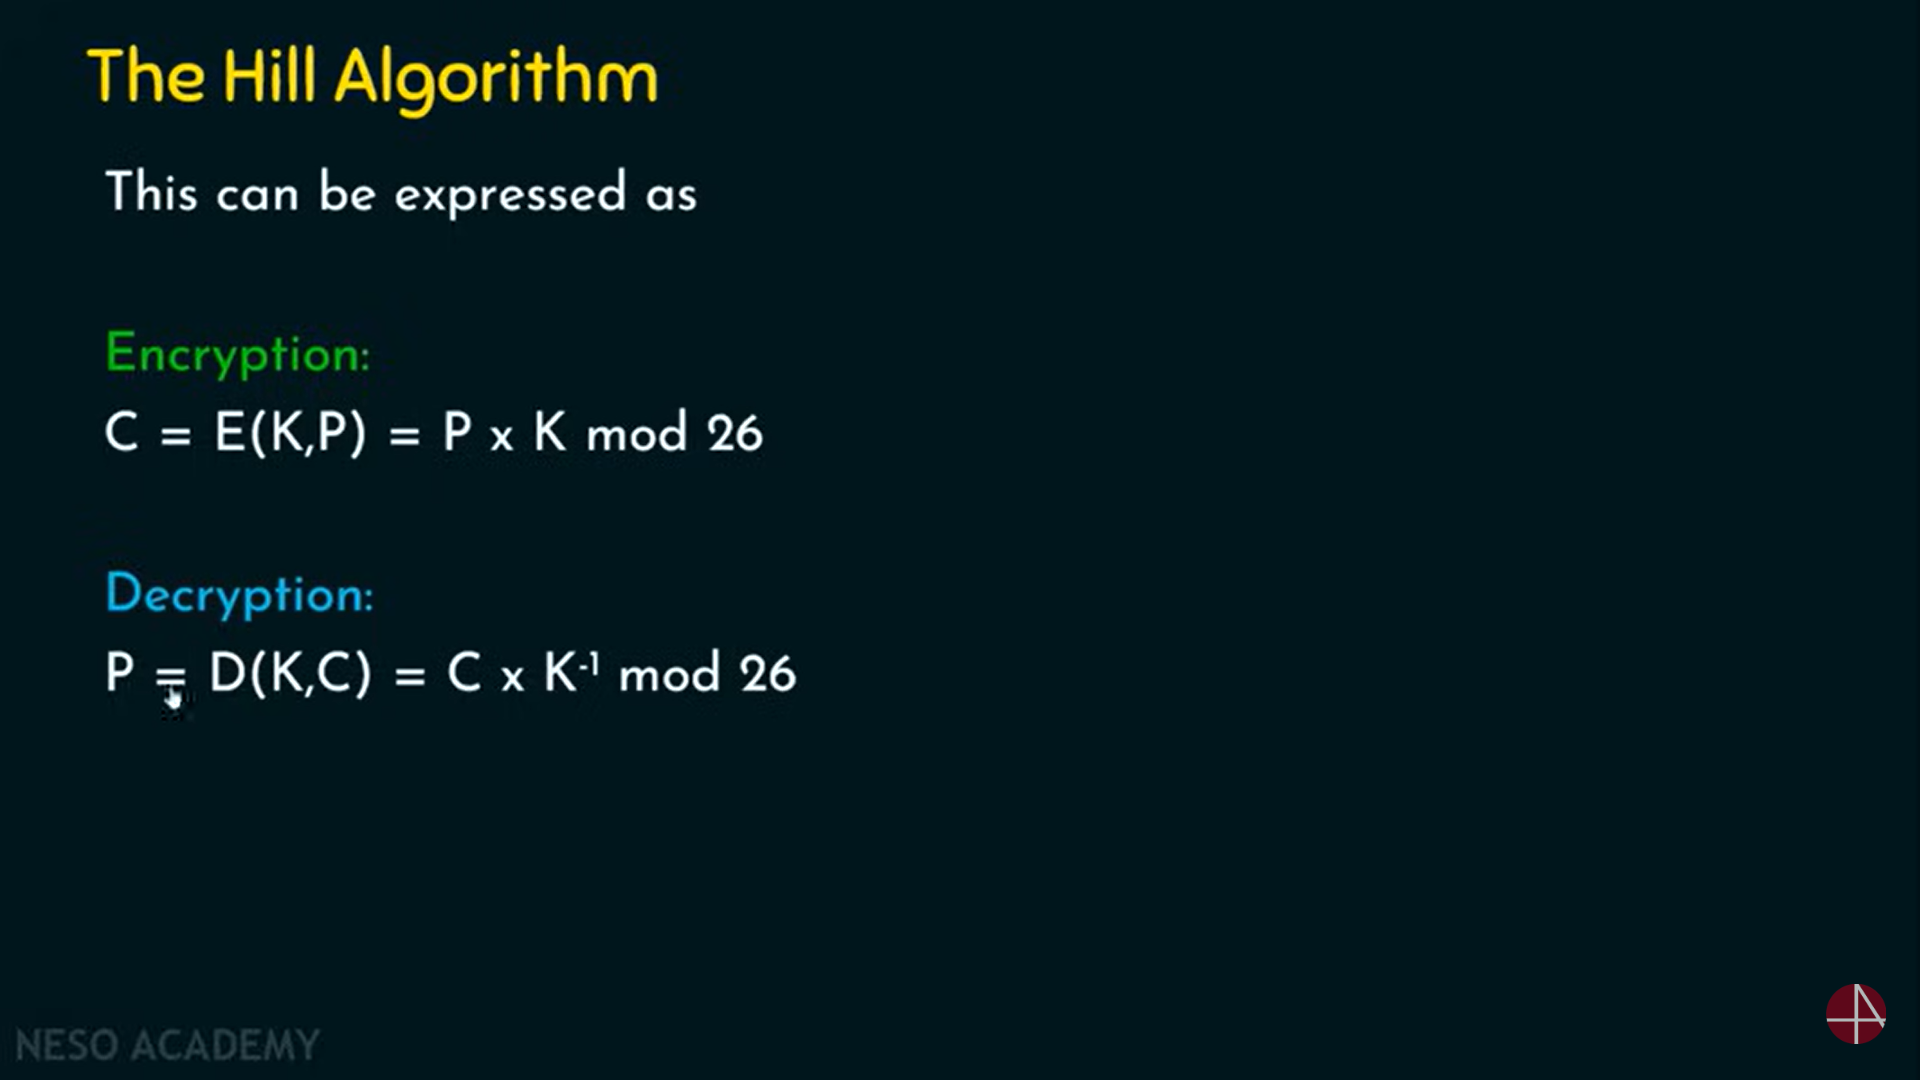 The Hill Algorithm
This can be expressed as
Encryption:
C = E(K,P) = P x K mod 26
Decryption:
P = D(K,C) = C x K⁻¹ mod 26
NESO ACADEMY